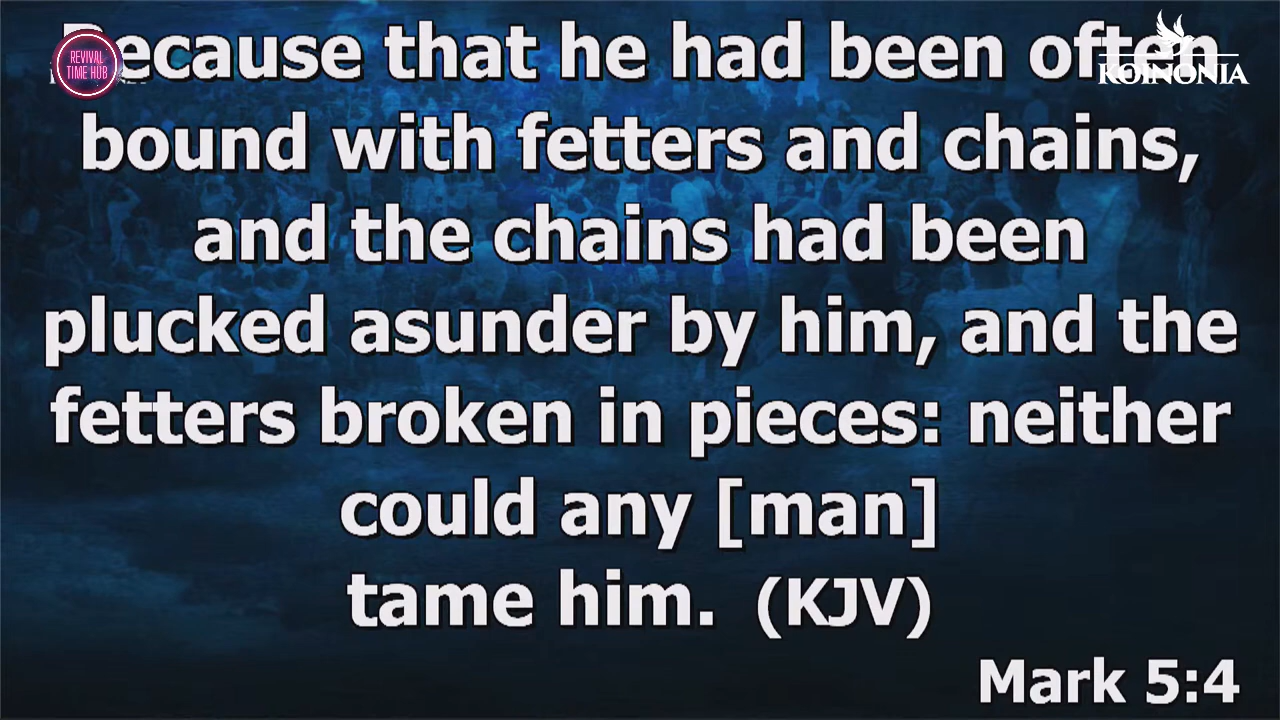 Because that he had been often
bound with fetters and chains,
and the chains had been
plucked asunder by him, and the
fetters broken in pieces: neither
could any [man]
tame him. (KJV)
Mark 5:4
REVIVAL
TIME HUB
KOINONIA